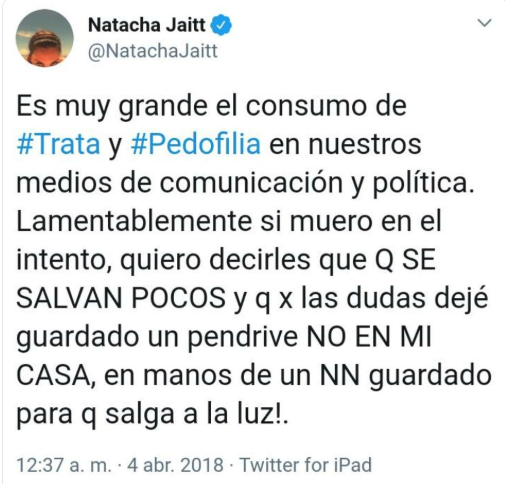 Natacha Jaitt
@NatachaJaitt
Es muy grande el consumo de
#Trata y #Pedofilia en nuestros
medios de comunicación y política.
Lamentablemente si muero en el
intento, quiero decirles que Q SE
SALVAN POCOS y q x las dudas dejé
guardado un pendrive NO EN MI
CASA, en manos de un NN guardado
para q salga a la luz!.
12:37 a. m. · 4 abr. 2018 · Twitter for iPad